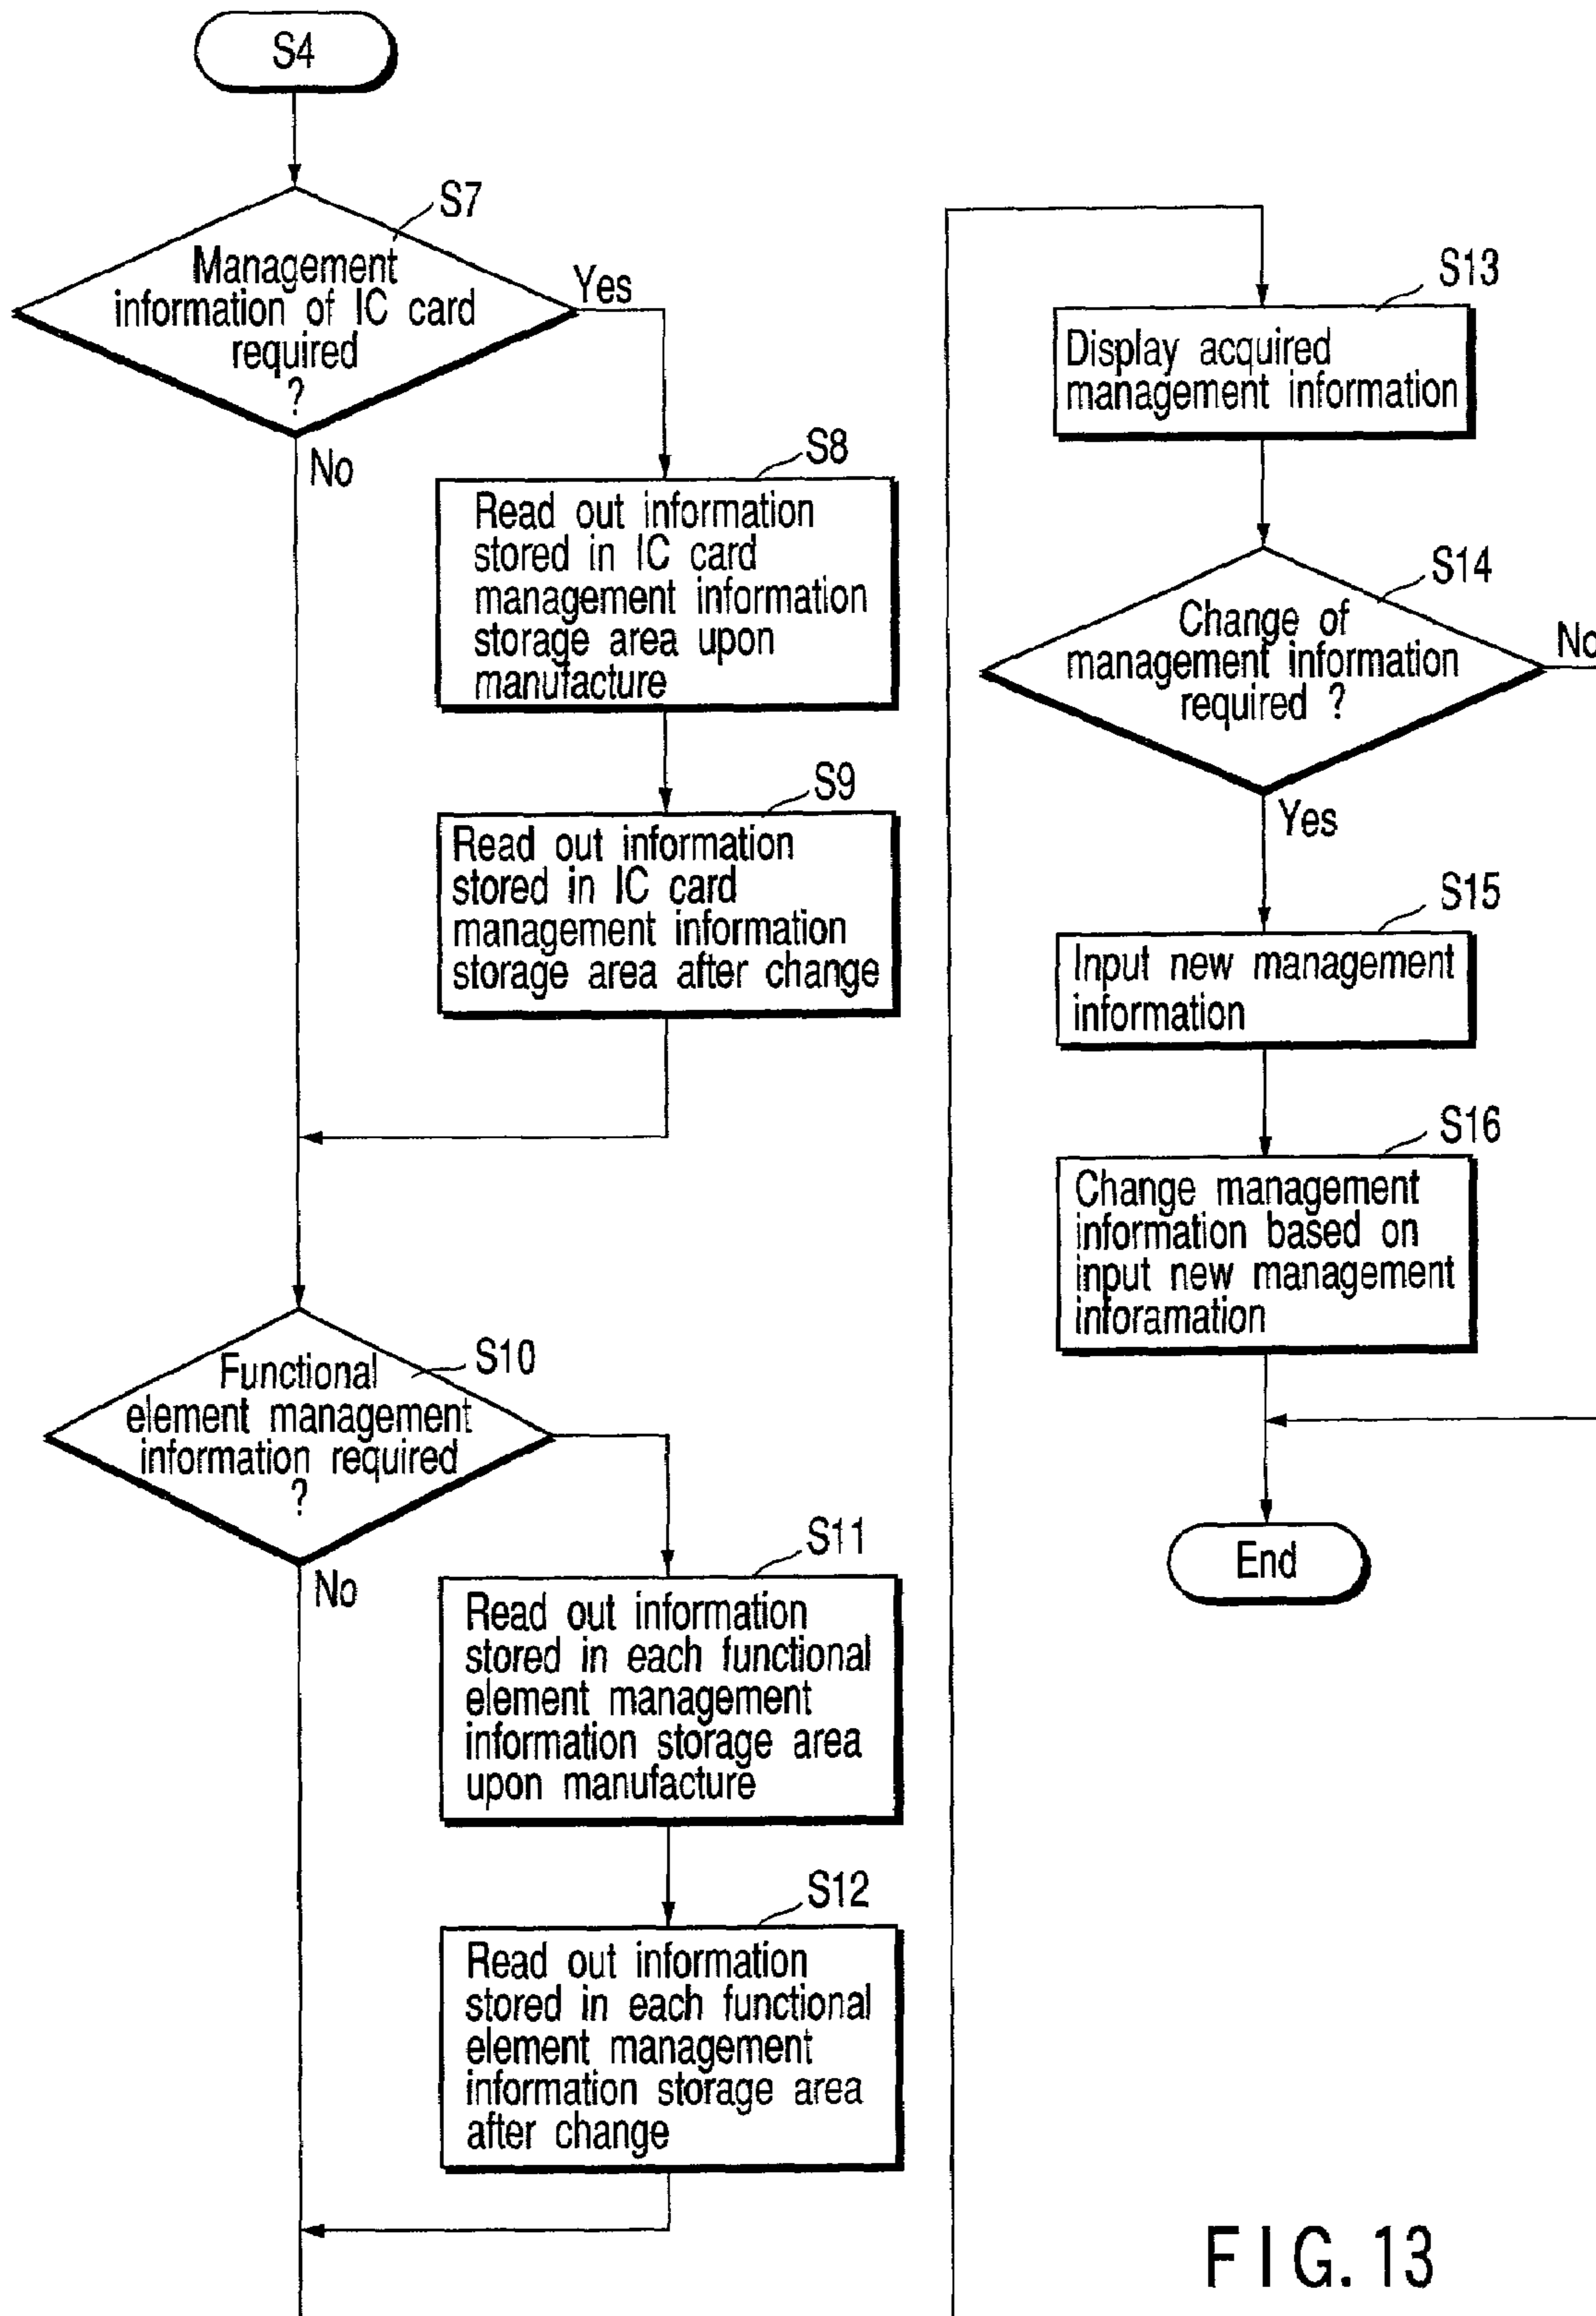 S4
S7
Management
information of IC card
required
?
Yes
No
S8
Read out information
stored in IC card
management information
storage area upon
manufacture
S9
Read out information
stored in IC card
management information
storage area after change
S10
Functional
element management
information required
?
No
S11
Read out information
stored in each functional
element management
information storage area
upon manufacture
S12
Read out information
stored in each functional
element management
information storage area
after change
S13
Display acquired
management information
S14
Change of
management information
required ?
No
Yes
S15
Input new management
information
S16
Change management
information based on
input new management
inforamation
End
FIG. 13